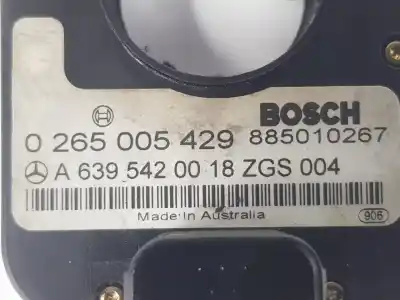 BOSCH
0 265 005 429 885010267
A 639 542 00 18 ZGS 004
Made in Australia 906